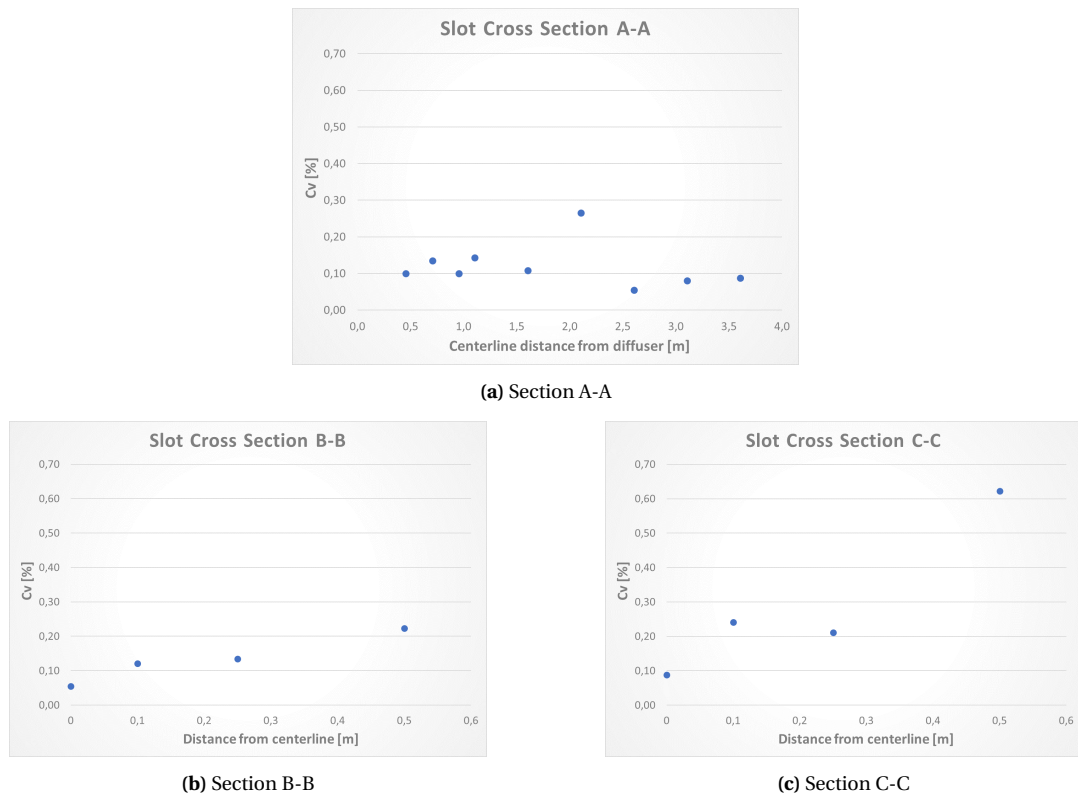 Slot Cross Section A-A
0,70
0,60
0,50
0,40
0,30
0,20
0,10
0,00
Cv [%]
0,0 0,5 1,0 1,5 2,0 2,5 3,0 3,5 4,0
Centerline distance from diffuser [m]
(a) Section A-A
Slot Cross Section B-B
0,70
0,60
0,50
0,40
0,30
0,20
0,10
0,00
Cv [%]
0 0,1 0,2 0,3 0,4 0,5 0,6
Distance from centerline [m]
(b) Section B-B
Slot Cross Section C-C
0,70
0,60
0,50
0,40
0,30
0,20
0,10
0,00
Cv [%]
0 0,1 0,2 0,3 0,4 0,5 0,6
Distance from centerline [m]
(c) Section C-C